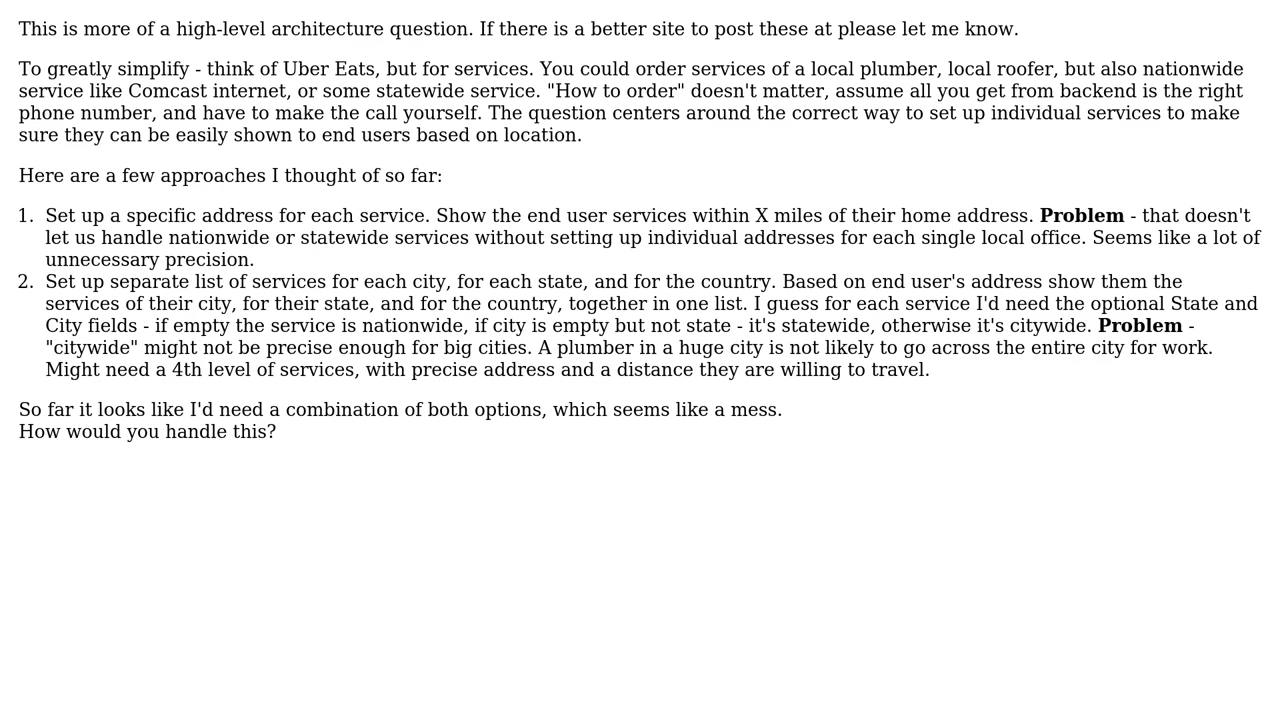 This is more of a high-level architecture question. If there is a better site to post these at please let me know.
To greatly simplify - think of Uber Eats, but for services. You could order services of a local plumber, local roofer, but also nationwide
service like Comcast internet, or some statewide service. "How to order" doesn't matter, assume all you get from backend is the right
phone number, and have to make the call yourself. The question centers around the correct way to set up individual services to make
sure they can be easily shown to end users based on location.
Here are a few approaches I thought of so far:
1. Set up a specific address for each service. Show the end user services within X miles of their home address. Problem - that doesn't
let us handle nationwide or statewide services without setting up individual addresses for each single local office. Seems like a lot of
unnecessary precision.
2. Set up separate list of services for each city, for each state, and for the country. Based on end user's address show them the
services of their city, for their state, and for the country, together in one list. I guess for each service I'd need the optional State and
City fields - if empty the service is nationwide, if city is empty but not state - it's statewide, otherwise it's citywide. Problem -
"citywide" might not be precise enough for big cities. A plumber in a huge city is not likely to go across the entire city for work.
Might need a 4th level of services, with precise address and a distance they are willing to travel.
So far it looks like I'd need a combination of both options, which seems like a mess.
How would you handle this?